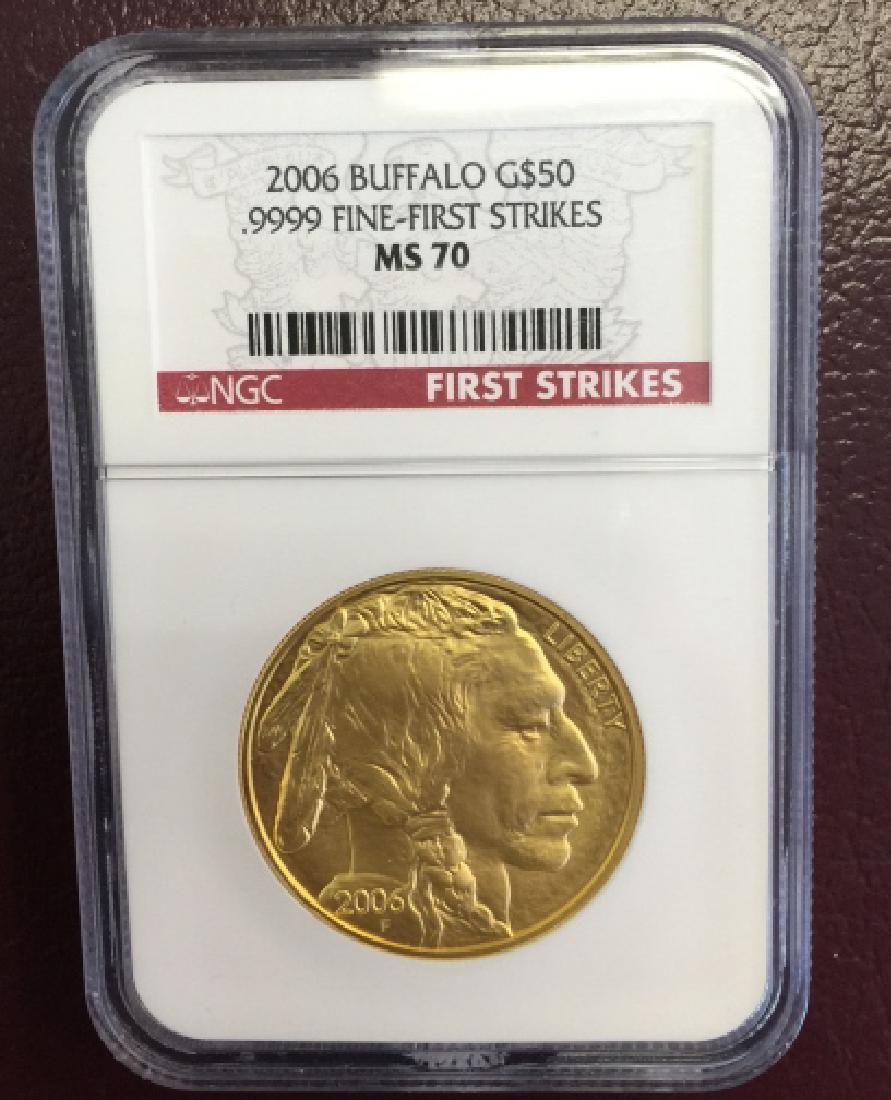 2006 BUFFALO G$50
.9999 FINE-FIRST STRIKES
MS 70
NGC FIRST STRIKES
LIBERTY
2006
F